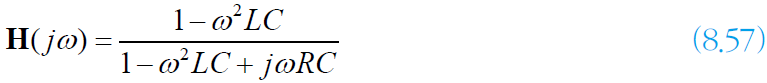 H(jω) = (1 − ω²LC) / (1 − ω²LC + jωRC) (8.57)